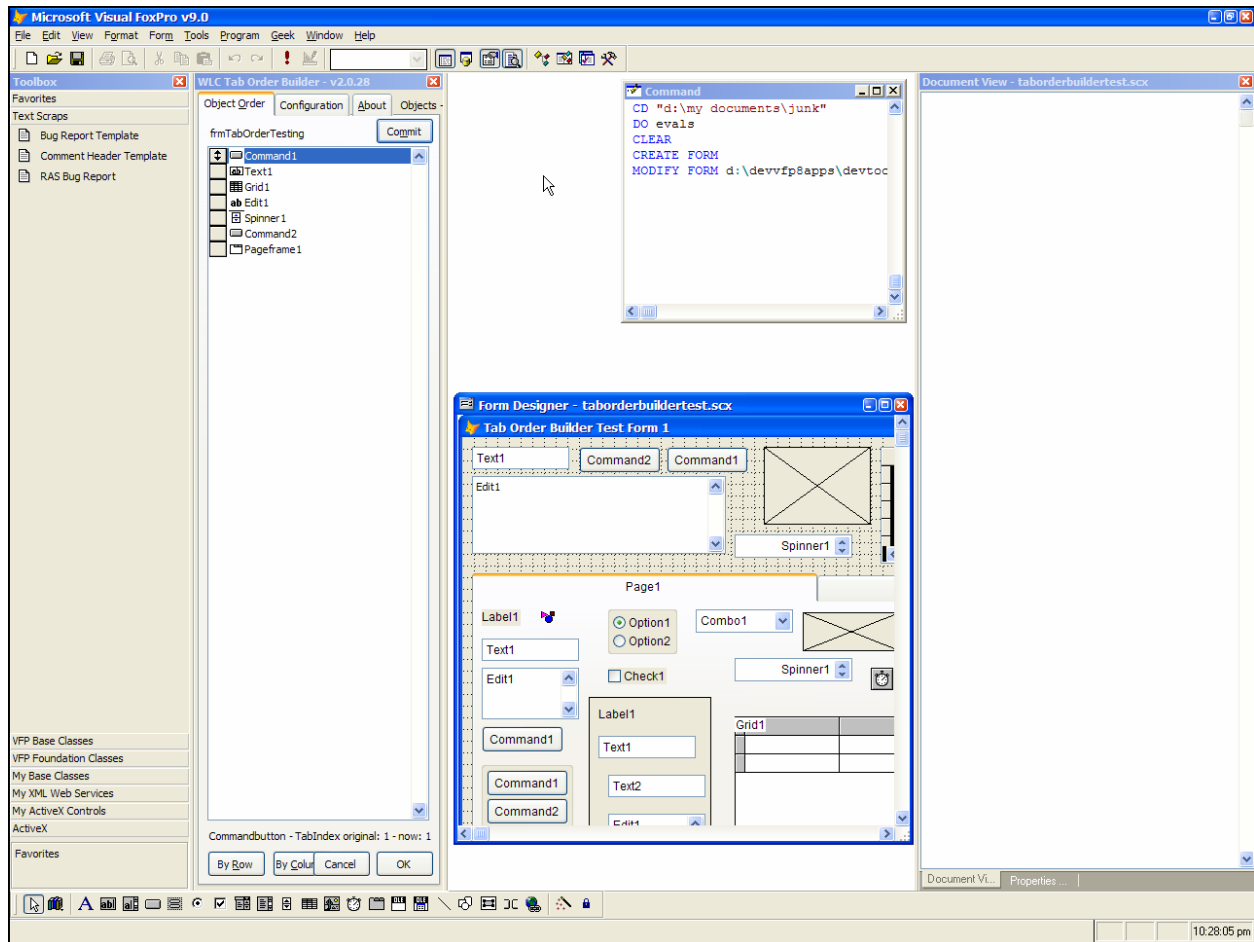 Microsoft Visual FoxPro v9.0
File Edit View Format Form Tools Program Geek Window Help
Toolbox
Favorites
Text Scraps
Bug Report Template
Comment Header Template
RAS Bug Report
VFP Base Classes
VFP Foundation Classes
My Base Classes
My XML Web Services
My ActiveX Controls
ActiveX
Favorites
WLC Tab Order Builder - v2.0.28
Object Order Configuration About Objects -
frmTabOrderTesting Commit
Command1
Text1
Grid1
ab Edit1
Spinner1
Command2
Pageframe1
Commandbutton - TabIndex original: 1 - now: 1
By Row By Colur Cancel OK
Command
CD "d:\my documents\junk"
DO evals
CLEAR
CREATE FORM
MODIFY FORM d:\devvfp8apps\devtoc
Form Designer - taborderbuildertest.scx
Tab Order Builder Test Form 1
Text1 Command2 Command1
Edit1
Spinner1
Page1
Label1 Option1 Combo1
Option2
Text1
Edit1 Check1 Spinner1
Label1
Grid1
Command1 Text1
Command1 Text2
Command2 Edit1
Document View - taborderbuildertest.scx
Document Vi... Properties ...
10:28:05 pm